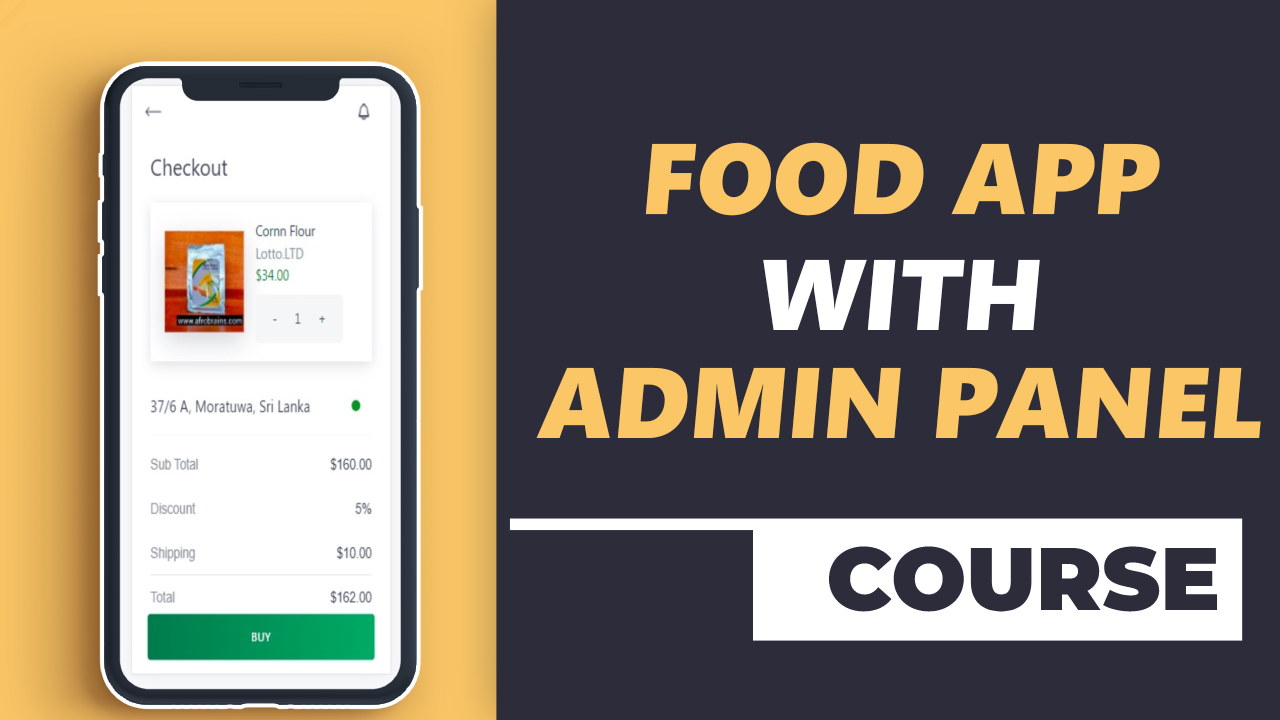 Checkout
Cornn Flour
Lotto.LTD
$34.00
- 1 +
www.afrobrains.com
37/6 A, Moratuwa, Sri Lanka
Sub Total $160.00
Discount 5%
Shipping $10.00
Total $162.00
BUY
FOOD APP
WITH
ADMIN PANEL
COURSE